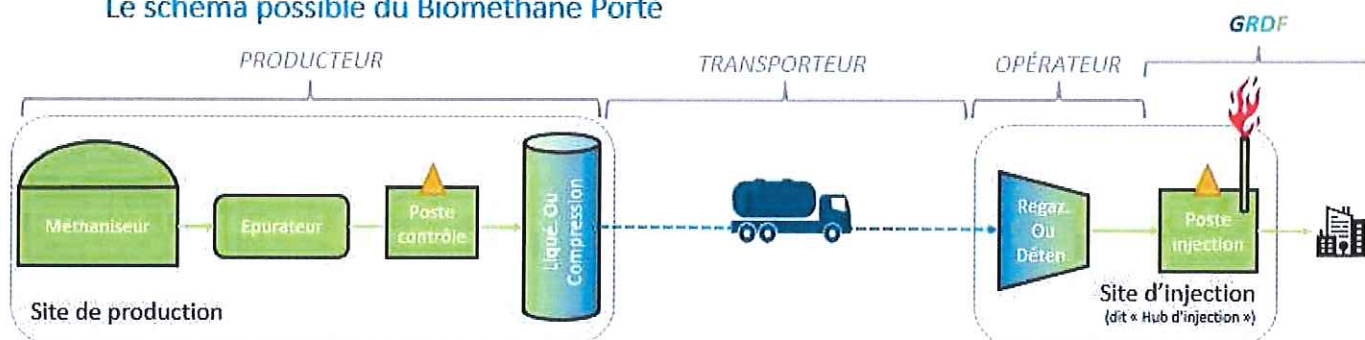 Le schéma possible du Biométhane Porté
GRDF
PRODUCTEUR
TRANSPORTEUR
OPÉRATEUR
Méthaniseur
Epurateur
Poste
contrôle
Liqué. Ou
Compression
Regaz.
Ou
Déten
Poste
injection
Site de production
Site d'injection
(dit « Hub d'injection »)